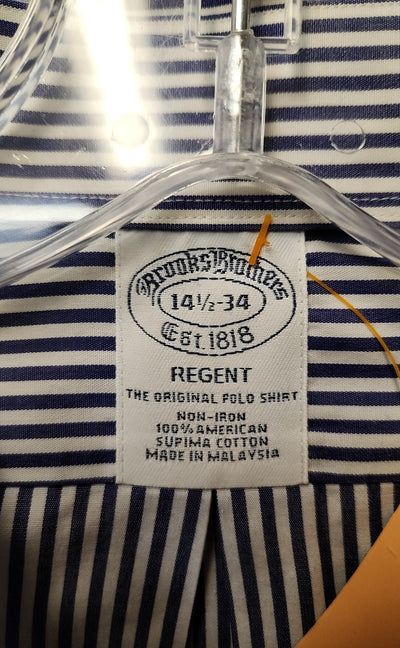 Brooks Brothers
14½-34
Est. 1818
REGENT
THE ORIGINAL POLO SHIRT
NON-IRON
100% AMERICAN
SUPIMA COTTON
MADE IN MALAYSIA